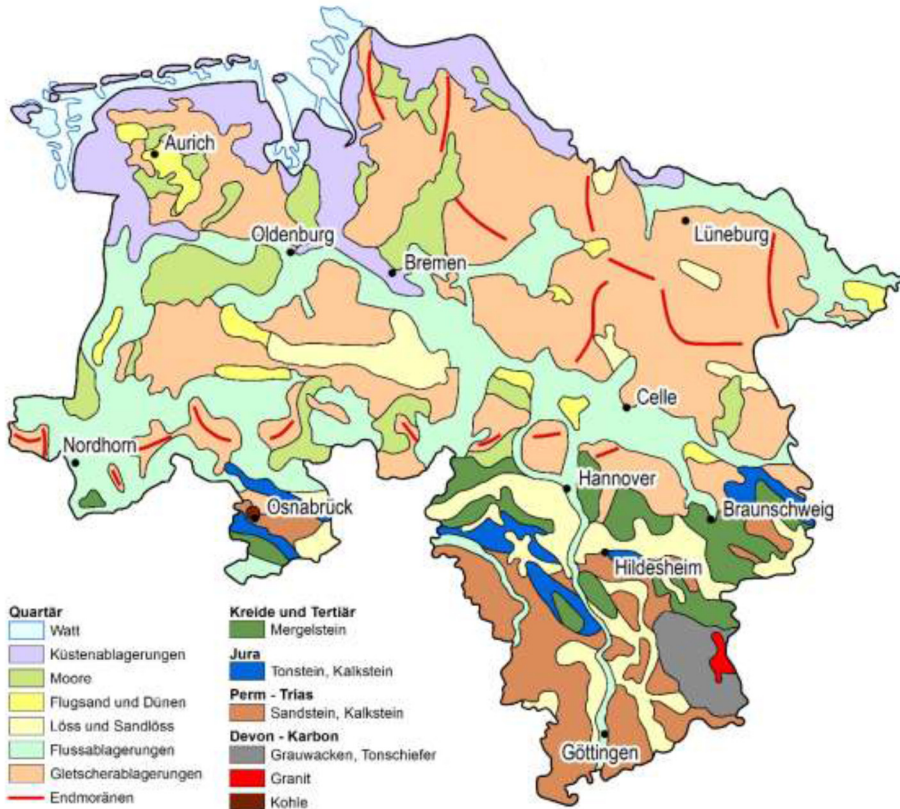 Aurich
Oldenburg
Bremen
Lüneburg
Celle
Nordhorn
Hannover
Osnabrück
Braunschweig
Hildesheim
Göttingen
Quartär
Watt
Küstenablagerungen
Moore
Flugsand und Dünen
Löss und Sandlöss
Flussablagerungen
Gletscherablagerungen
Endmoränen
Kreide und Tertiär
Mergelstein
Jura
Tonstein, Kalkstein
Perm - Trias
Sandstein, Kalkstein
Devon - Karbon
Grauwacken, Tonschiefer
Granit
Kohle